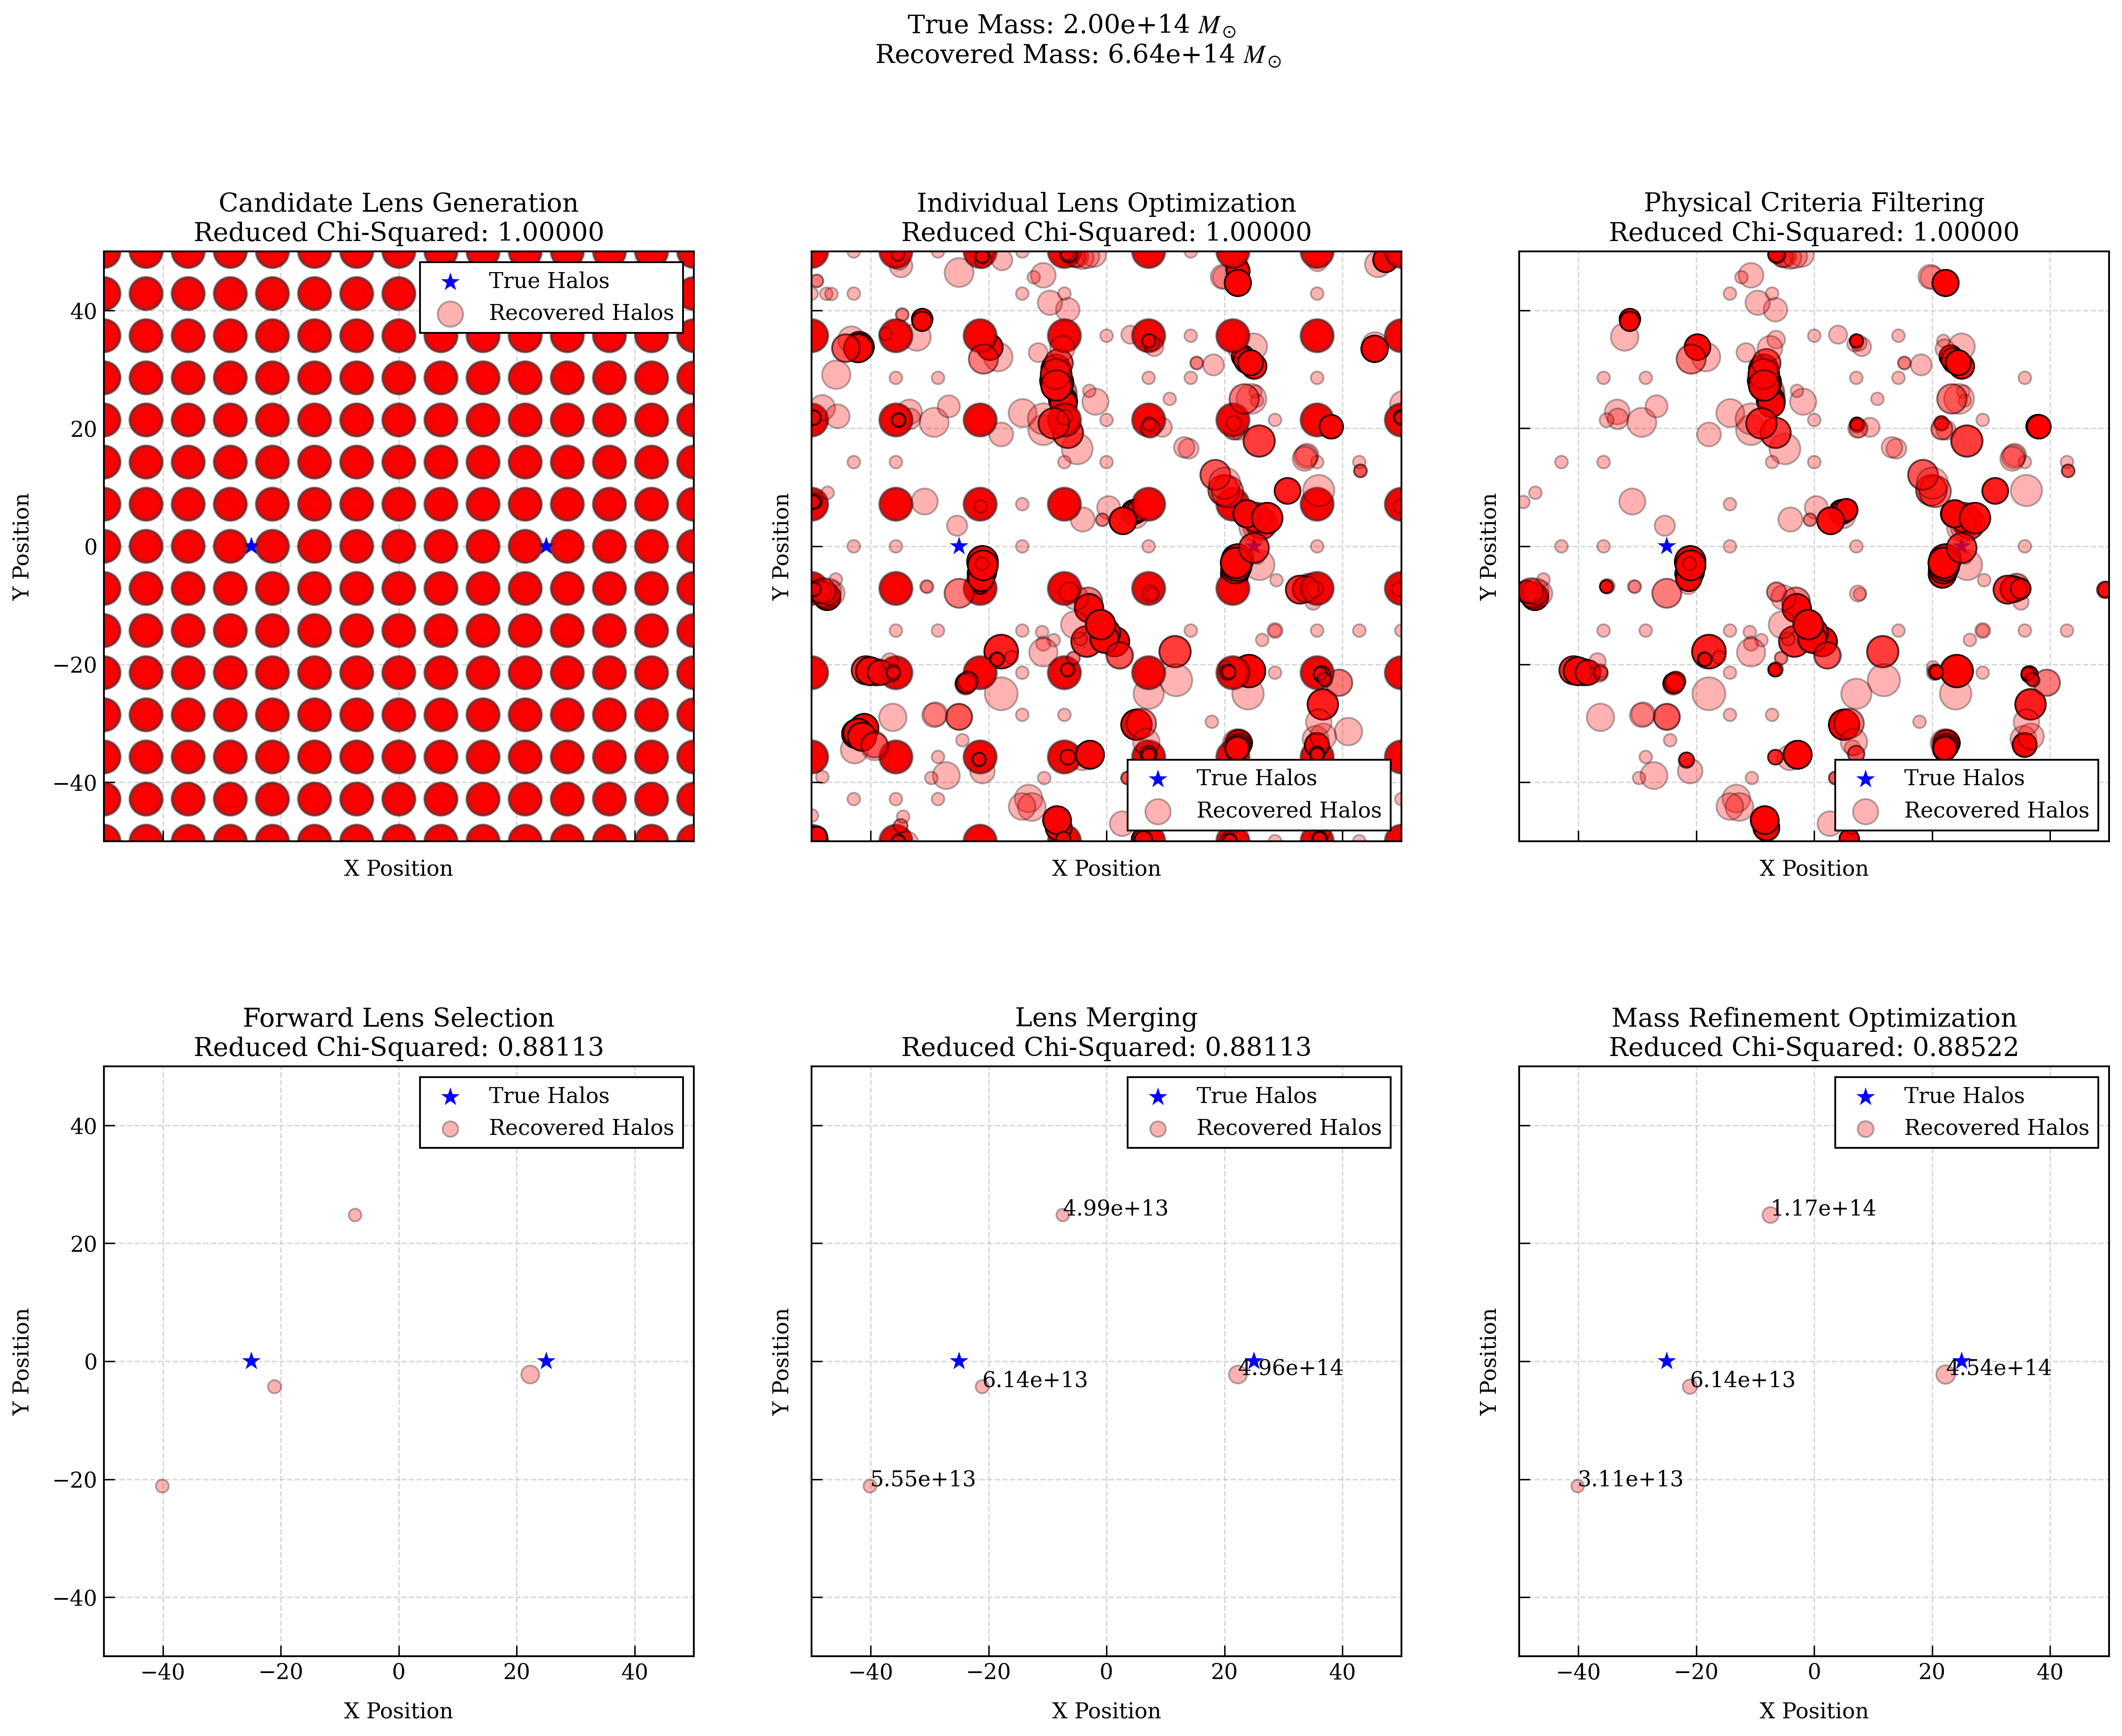 True Mass: 2.00e+14 M⊙
Recovered Mass: 6.64e+14 M⊙
Candidate Lens Generation
Reduced Chi-Squared: 1.00000
True Halos
Recovered Halos
40
20
0
−20
−40
Y Position
X Position
Individual Lens Optimization
Reduced Chi-Squared: 1.00000
True Halos
Recovered Halos
Y Position
X Position
Physical Criteria Filtering
Reduced Chi-Squared: 1.00000
True Halos
Recovered Halos
Y Position
X Position
Forward Lens Selection
Reduced Chi-Squared: 0.88113
True Halos
Recovered Halos
40
20
0
−20
−40
Y Position
−40 −20 0 20 40
X Position
Lens Merging
Reduced Chi-Squared: 0.88113
True Halos
Recovered Halos
4.99e+13
4.96e+14
6.14e+13
5.55e+13
Y Position
−40 −20 0 20 40
X Position
Mass Refinement Optimization
Reduced Chi-Squared: 0.88522
True Halos
Recovered Halos
1.17e+14
4.54e+14
6.14e+13
3.11e+13
Y Position
−40 −20 0 20 40
X Position